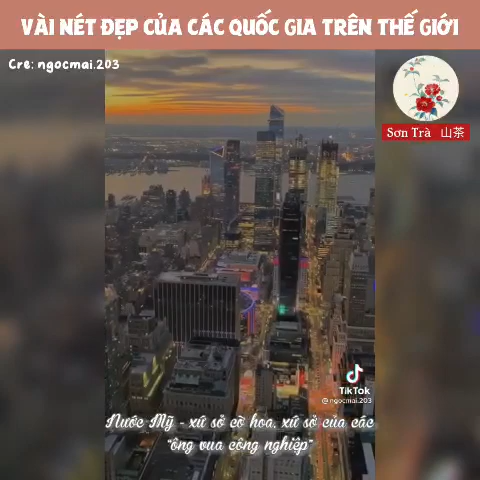 VÀI NÉT ĐẸP CỦA CÁC QUỐC GIA TRÊN THẾ GIỚI
Cre: ngocmai.203
Sơn Trà 山茶
TikTok
@ngocmai.203
Nước Mỹ - xứ sở cờ hoa, xứ sở của các
"ông vua công nghiệp"